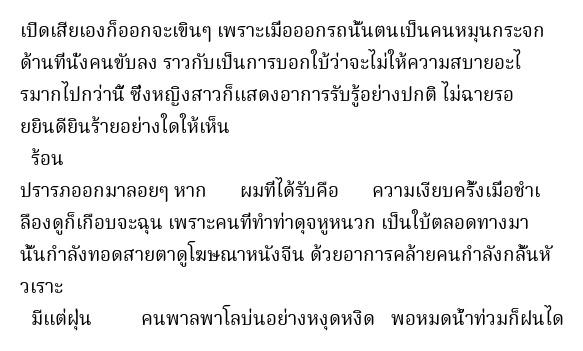 เปิดเสียเองก็ออกจะเขินๆ เพราะเมื่อออกรถนั้นตนเป็นคนหมุนกระจก
ด้านที่นั่งคนขับลง ราวกับเป็นการบอกใบ้ว่าจะไม่ให้ความสบายอะไ
รมากไปกว่านี้ ซึ่งหญิงสาวก็แสดงอาการรับรู้อย่างปกติ ไม่ฉายรอ
ยยินดียินร้ายอย่างใดให้เห็น
ร้อน
ปรารภออกมาลอยๆ หาก ผมที่ได้รับคือ ความเงียบครั้งเมื่อชำเ
ลืองดูก็เกือบจะฉุน เพราะคนที่ทำท่าดุจหูหนวก เป็นใบ้ตลอดทางมา
นั้นกำลังทอดสายตาดูโฆษณาหนังจีน ด้วยอาการคล้ายคนกำลังกลั้นหั
วเราะ
มีแต่ฝุ่น คนพาลพาโลบ่นอย่างหงุดหงิด พอหมดน้ำท่วมก็ฝนได